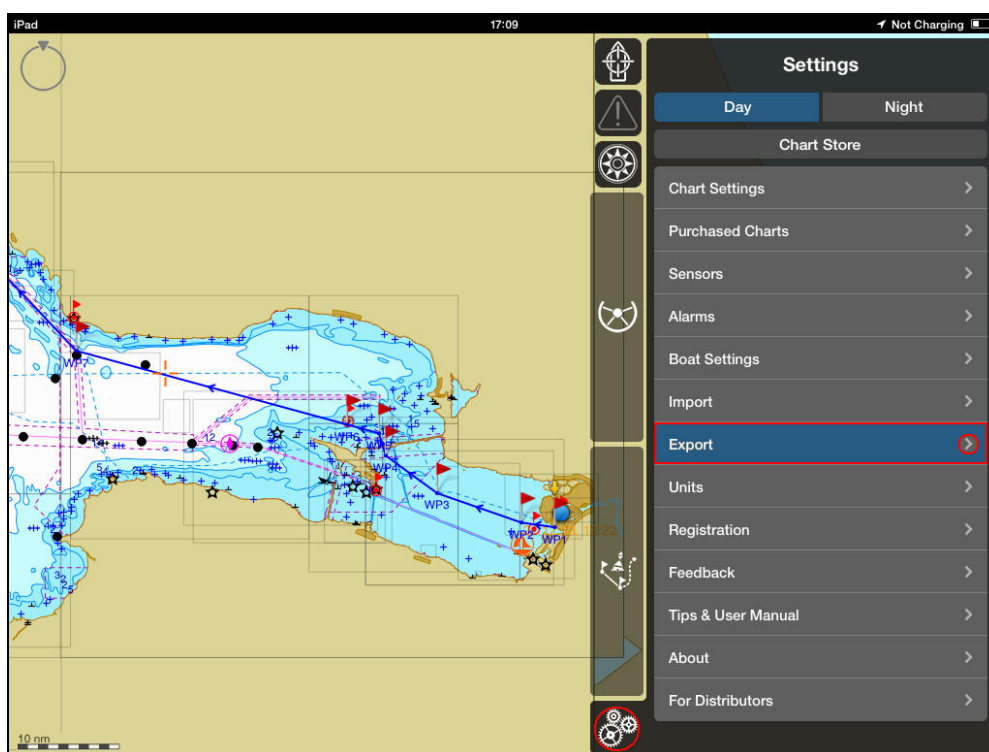 iPad 17:09 Not Charging
Settings
Day Night
Chart Store
Chart Settings
Purchased Charts
Sensors
Alarms
Boat Settings
Import
Export
Units
Registration
Feedback
Tips & User Manual
About
For Distributors
WP7
12
15
WP6
WP5
WP4
WP3
WP2
WP1
10 nm